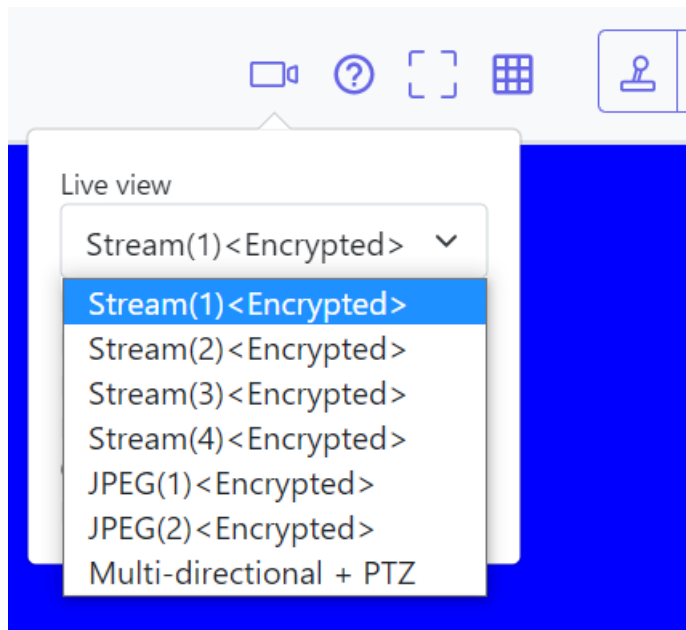 Live view
Stream(1)<Encrypted>
Stream(1)<Encrypted>
Stream(2)<Encrypted>
Stream(3)<Encrypted>
Stream(4)<Encrypted>
JPEG(1)<Encrypted>
JPEG(2)<Encrypted>
Multi-directional + PTZ